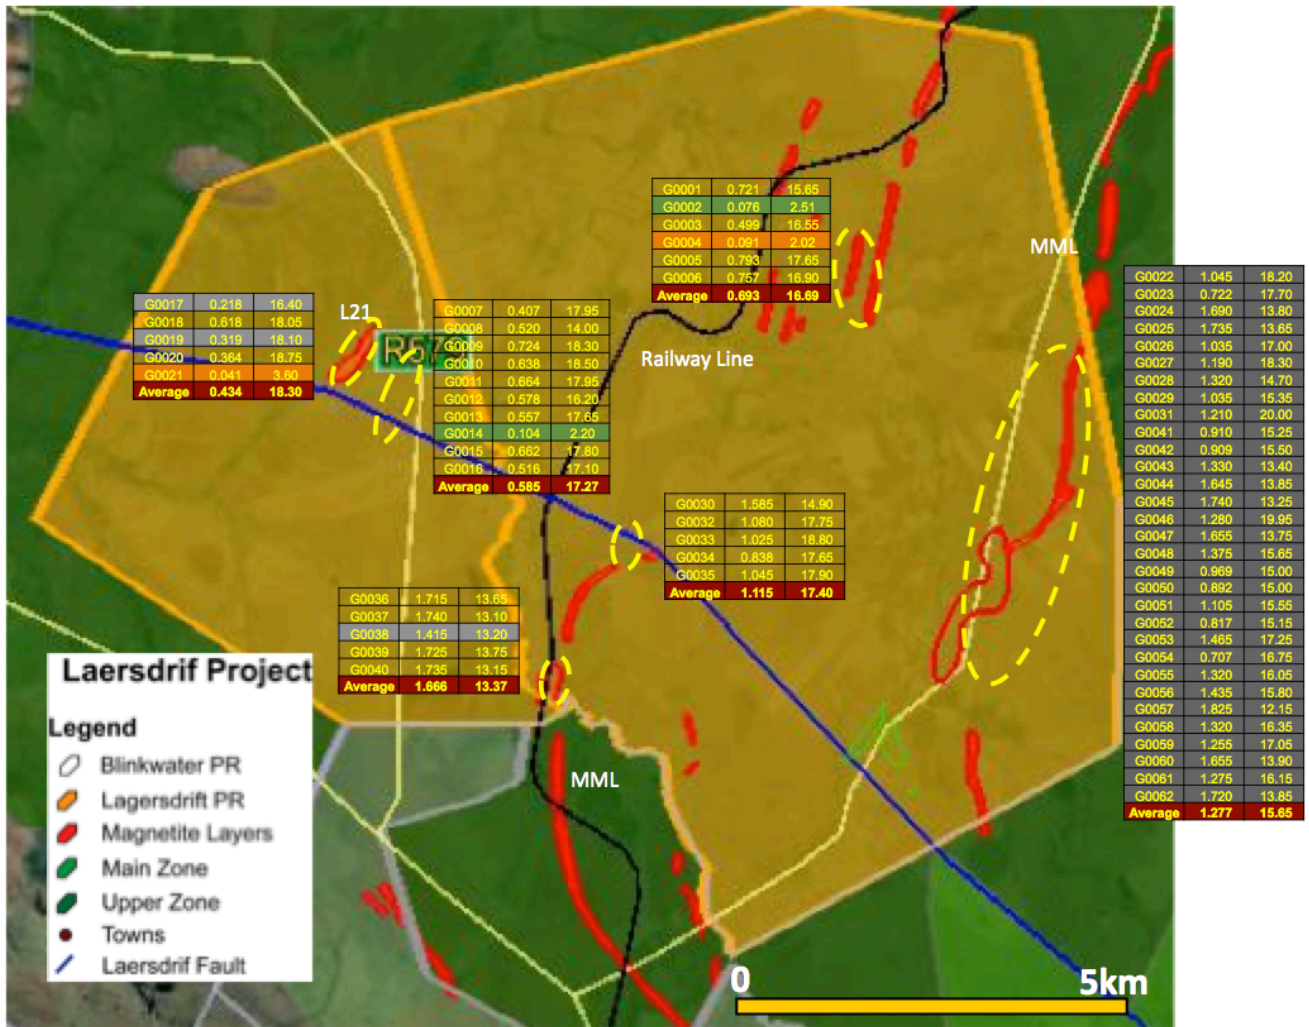 G0001 0.721 15.65
G0002 0.076 2.51
G0003 0.499 16.55
G0004 0.091 2.02
G0005 0.793 17.65
G0006 0.757 16.90
Average 0.693 16.69
MML
G0022 1.045 18.20
G0023 0.722 17.70
G0024 1.690 13.80
G0025 1.735 13.65
G0026 1.035 17.00
G0027 1.190 18.30
G0028 1.320 14.70
G0029 1.035 15.35
G0031 1.210 20.00
G0041 0.910 15.25
G0042 0.909 15.50
G0043 1.330 13.40
G0044 1.645 13.85
G0045 1.740 13.25
G0046 1.280 19.95
G0047 1.655 13.75
G0048 1.375 15.65
G0049 0.969 15.00
G0050 0.892 15.00
G0051 1.105 15.55
G0052 0.817 15.15
G0053 1.465 17.25
G0054 0.707 16.75
G0055 1.320 16.05
G0056 1.435 15.80
G0057 1.825 12.15
G0058 1.320 16.35
G0059 1.255 17.05
G0060 1.655 13.90
G0061 1.275 16.15
G0062 1.720 13.85
Average 1.277 15.65
G0017 0.218 16.40
G0018 0.618 18.05
G0019 0.319 18.10
G0020 0.364 18.75
G0021 0.041 3.60
Average 0.434 18.30
L21
G0007 0.407 17.95
G0008 0.520 14.00
G0009 0.724 18.30
G0010 0.638 18.50
G0011 0.664 17.95
G0012 0.578 16.20
G0013 0.557 17.65
G0014 0.104 2.20
G0015 0.662 17.80
G0016 0.516 17.10
Average 0.585 17.27
Railway Line
G0030 1.585 14.90
G0032 1.080 17.75
G0033 1.025 18.80
G0034 0.838 17.65
G0035 1.045 17.90
Average 1.115 17.40
G0036 1.715 13.65
G0037 1.740 13.10
G0038 1.415 13.20
G0039 1.725 13.75
G0040 1.735 13.15
Average 1.666 13.37
MML
Laersdrif Project
Legend
Blinkwater PR
Lagersdrift PR
Magnetite Layers
Main Zone
Upper Zone
Towns
Laersdrif Fault
0 5km